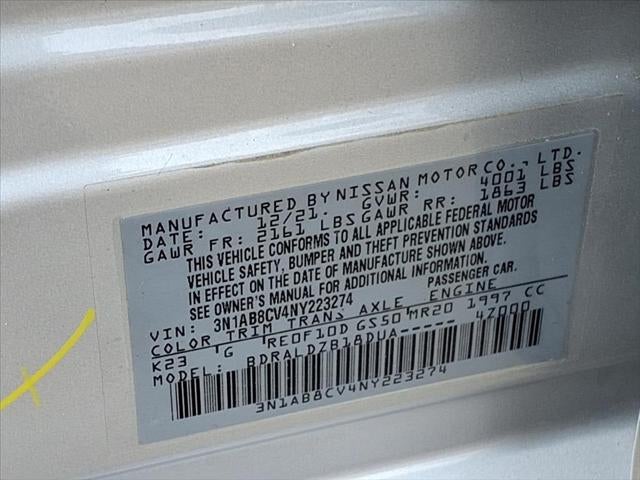 MANUFACTURED BY NISSAN MOTOR CO., LTD.
DATE: 12/21. GVWR: 4001 LBS
GAWR FR: 2161 LBS GAWR RR: 1863 LBS
THIS VEHICLE CONFORMS TO ALL APPLICABLE FEDERAL MOTOR
VEHICLE SAFETY, BUMPER AND THEFT PREVENTION STANDARDS
IN EFFECT ON THE DATE OF MANUFACTURE SHOWN ABOVE.
SEE OWNER'S MANUAL FOR ADDITIONAL INFORMATION.
VIN: 3N1AB8CV4NY223274 PASSENGER CAR.
COLOR TRIM TRANS AXLE ENGINE
K23 G RE0F10D GS50 MR20 1997 CC
MODEL: BDRALDZB18DUA----- 47000
3N1AB8CV4NY223274